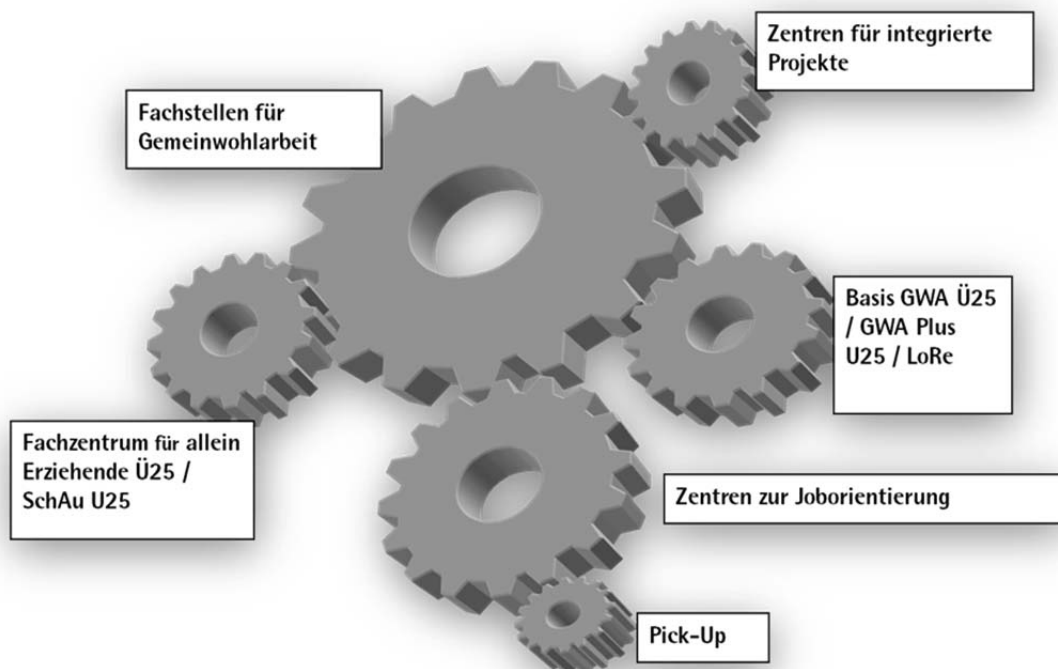 Zentren für integrierte
Projekte
Fachstellen für
Gemeinwohlarbeit
Basis GWA Ü25
/ GWA Plus
U25 / LoRe
Fachzentrum für allein
Erziehende Ü25 /
SchAu U25
Zentren zur Joborientierung
Pick-Up